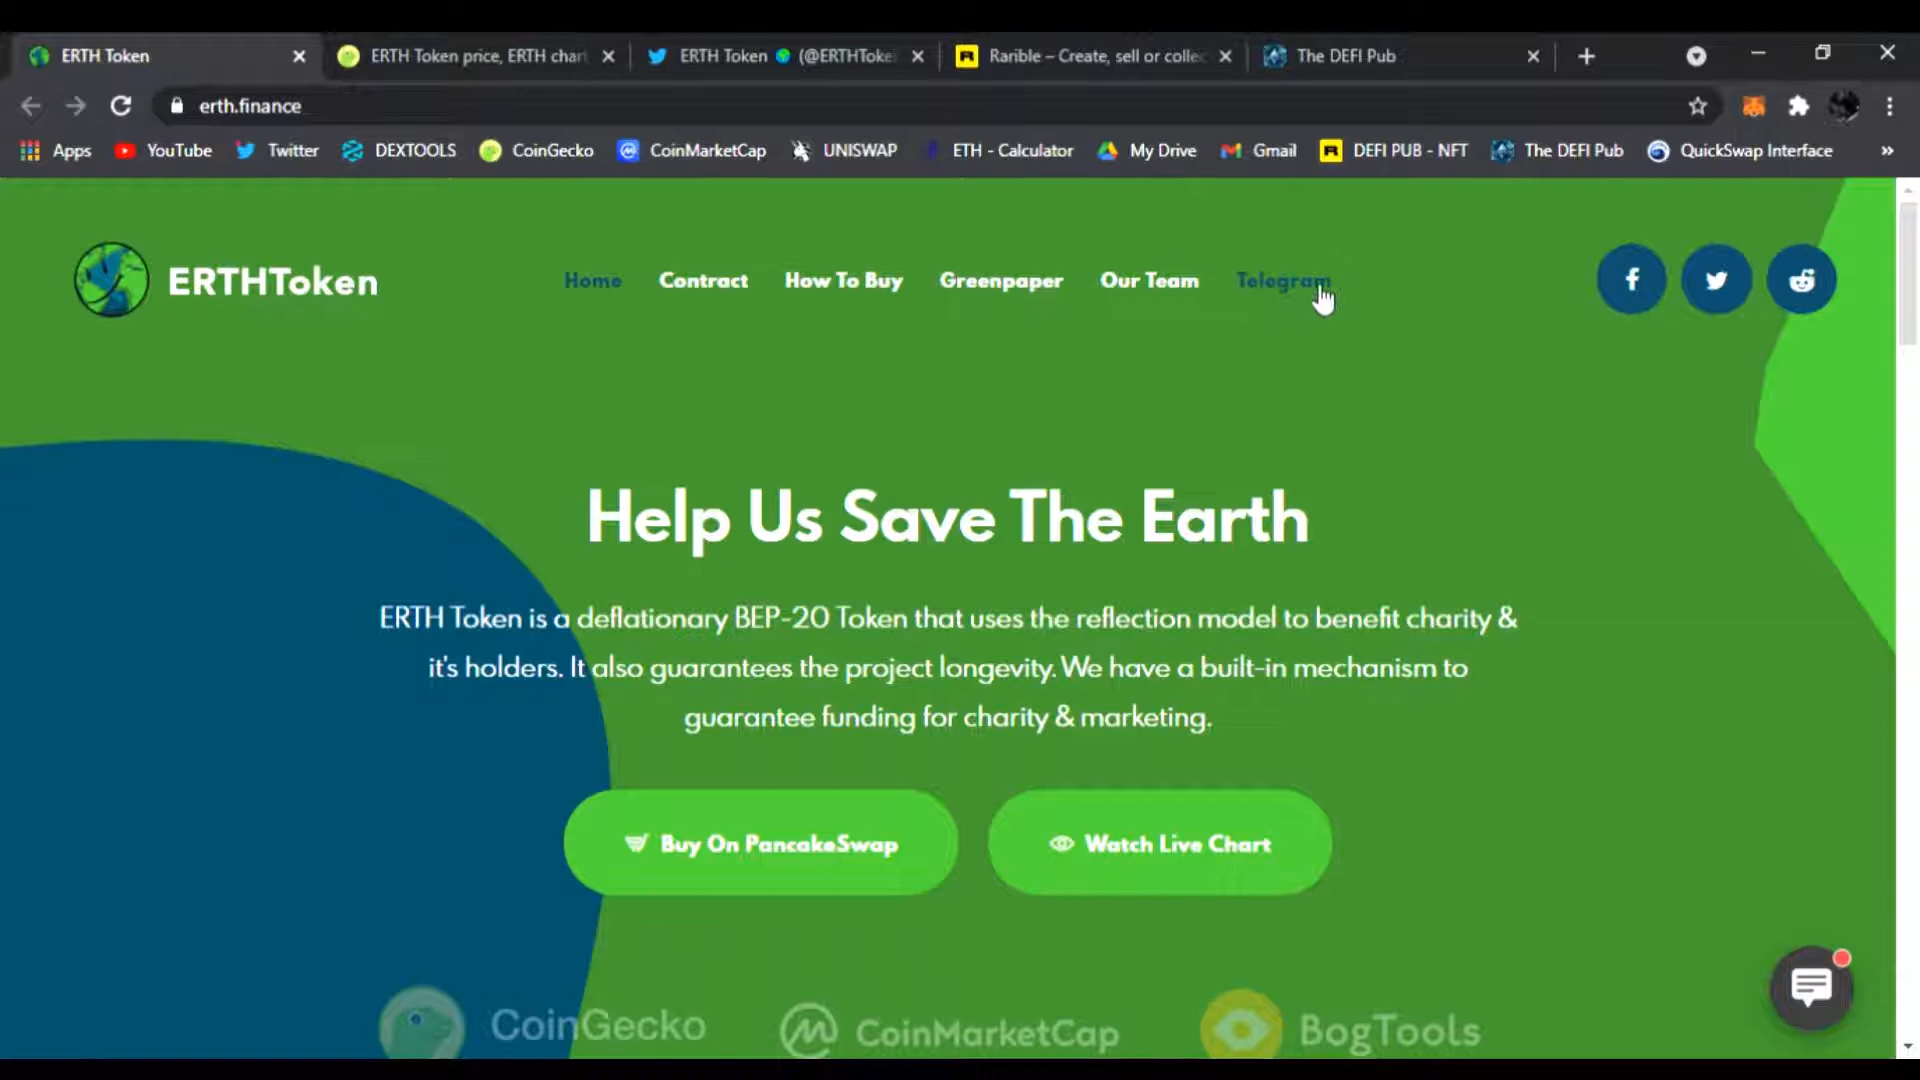 ERTH Token
ERTH Token price, ERTH chart
ERTH Token (@ERTHToke
Rarible – Create, sell or collec
The DEFI Pub
erth.finance
Apps
YouTube
Twitter
DEXTOOLS
CoinGecko
CoinMarketCap
UNISWAP
ETH - Calculator
My Drive
Gmail
DEFI PUB - NFT
The DEFI Pub
QuickSwap Interface
»
ERTHToken
Home
Contract
How To Buy
Greenpaper
Our Team
Telegram
Help Us Save The Earth
ERTH Token is a deflationary BEP-20 Token that uses the reflection model to benefit charity &
it's holders. It also guarantees the project longevity. We have a built-in mechanism to
guarantee funding for charity & marketing.
Buy On PancakeSwap
Watch Live Chart
CoinGecko
CoinMarketCap
BogTools